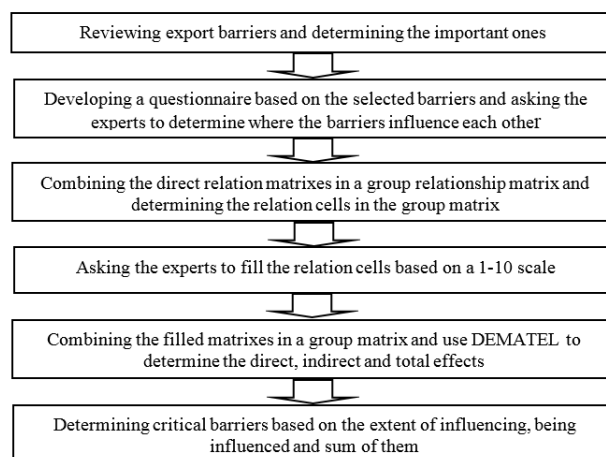 Reviewing export barriers and determining the important ones
Developing a questionnaire based on the selected barriers and asking the
experts to determine where the barriers influence each other
Combining the direct relation matrixes in a group relationship matrix and
determining the relation cells in the group matrix
Asking the experts to fill the relation cells based on a 1-10 scale
Combining the filled matrixes in a group matrix and use DEMATEL to
determine the direct, indirect and total effects
Determining critical barriers based on the extent of influencing, being
influenced and sum of them